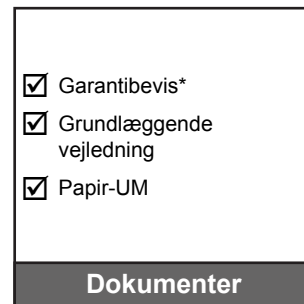 Garantibevis*
Grundlæggende
vejledning
Papir-UM
Dokumenter